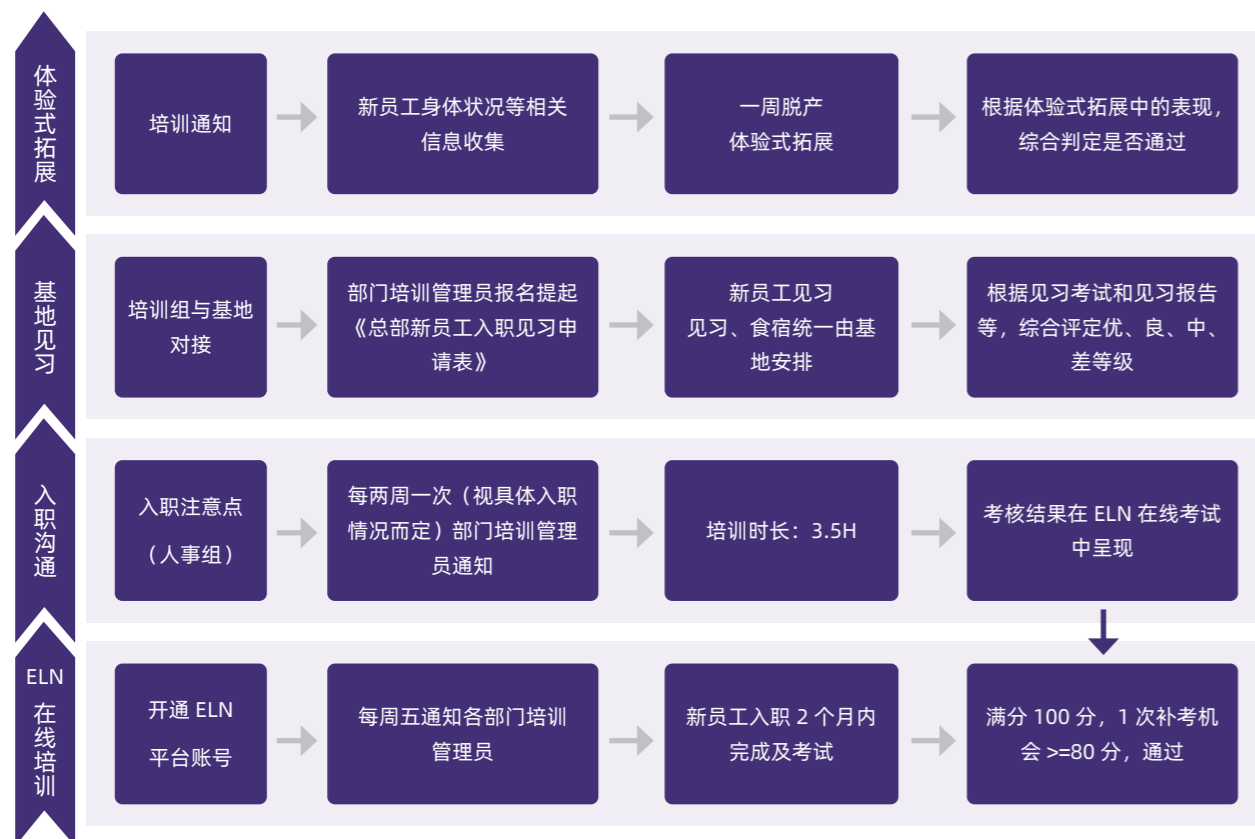 体验式拓展
培训通知
新员工身体状况等相关
信息收集
一周脱产
体验式拓展
根据体验式拓展中的表现，
综合判定是否通过
基地见习
培训组与基地
对接
部门培训管理员报名提起
《总部新员工入职见习申
请表》
新员工见习
见习、食宿统一由基
地安排
根据见习考试和见习报告
等，综合评定优、良、中、
差等级
入职沟通
入职注意点
（人事组）
每两周一次（视具体入职
情况而定）部门培训管理
员通知
培训时长：3.5H
考核结果在 ELN 在线考试
中呈现
ELN
在线培训
开通 ELN
平台账号
每周五通知各部门培训
管理员
新员工入职 2 个月内
完成及考试
满分 100 分，1 次补考机
会 >=80 分，通过